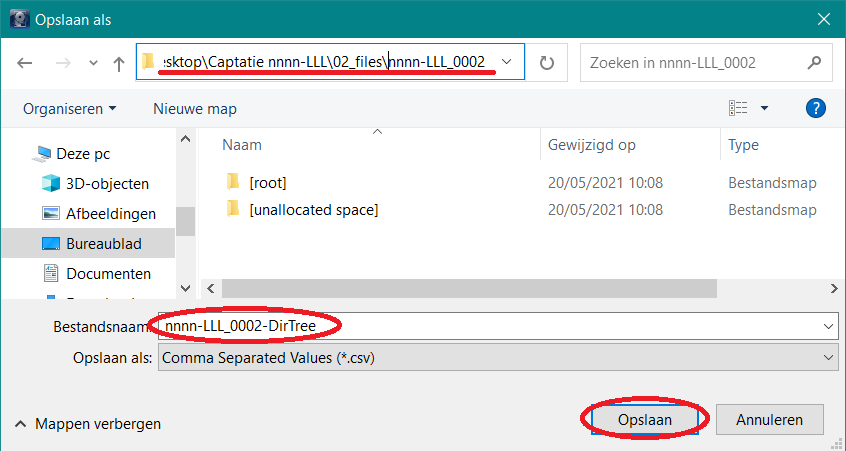 Opslaan als
esktop\Captatie nnnn-LLL\02_files\nnnn-LLL_0002
Zoeken in nnnn-LLL_0002
Organiseren
Nieuwe map
?
Deze pc
3D-objecten
Afbeeldingen
Bureaublad
Documenten
Naam
Gewijzigd op
Type
[root]
20/05/2021 10:08
Bestandsmap
[unallocated space]
20/05/2021 10:08
Bestandsmap
Bestandsnaam:
nnnn-LLL_0002-DirTree
Opslaan als:
Comma Separated Values (*.csv)
Mappen verbergen
Opslaan
Annuleren